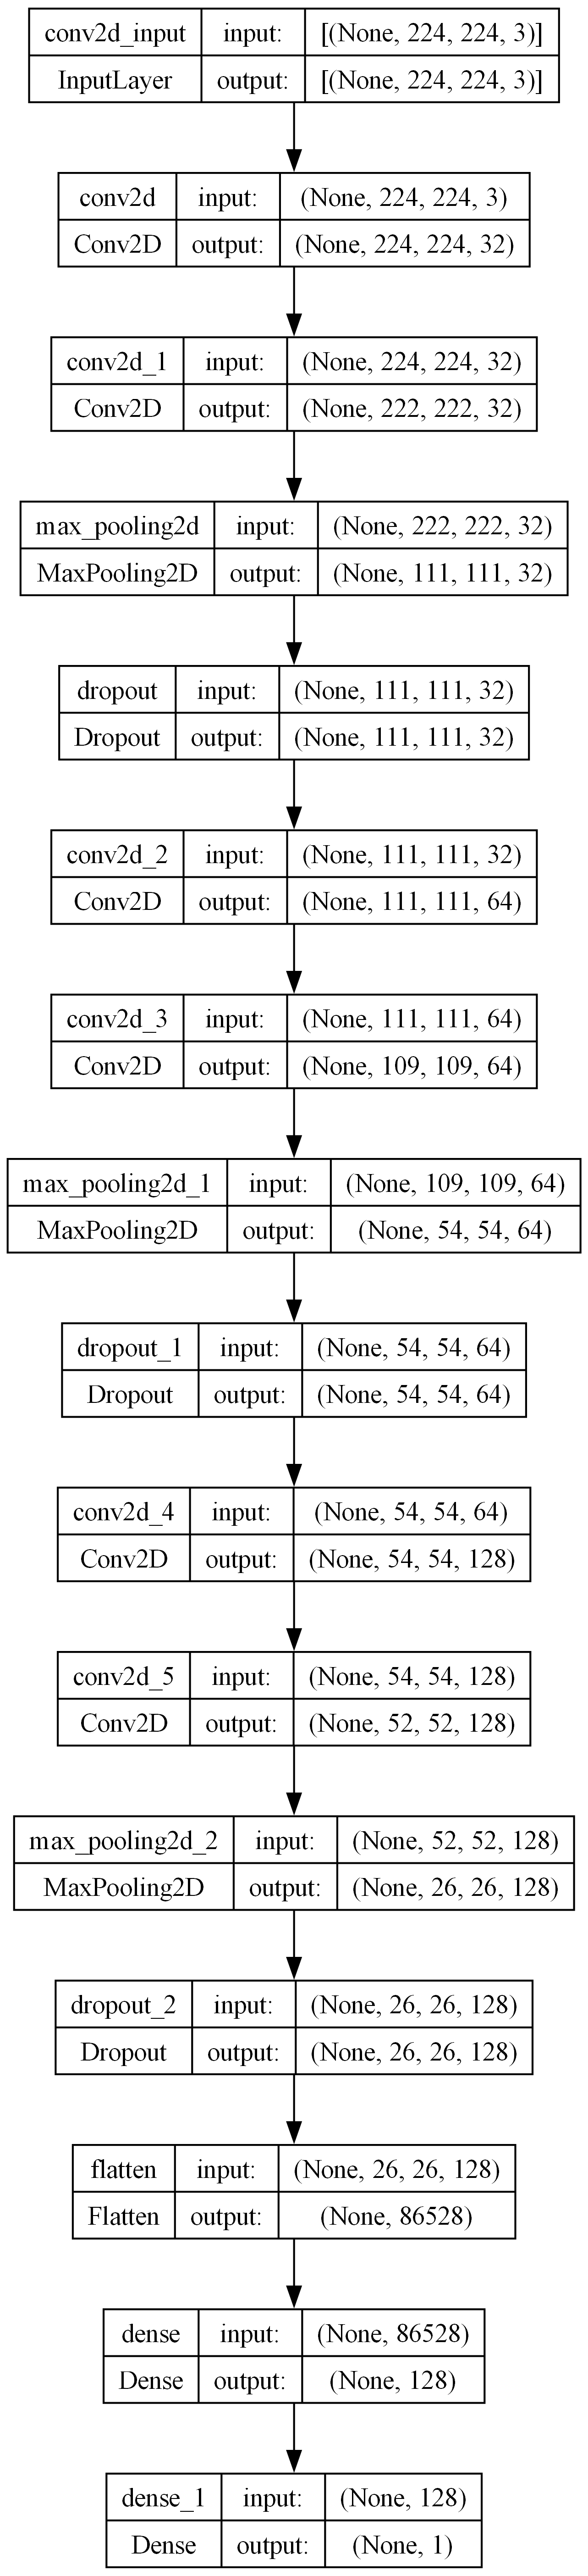 conv2d_input input: [(None, 224, 224, 3)]
InputLayer output: [(None, 224, 224, 3)]
conv2d input: (None, 224, 224, 3)
Conv2D output: (None, 224, 224, 32)
conv2d_1 input: (None, 224, 224, 32)
Conv2D output: (None, 222, 222, 32)
max_pooling2d input: (None, 222, 222, 32)
MaxPooling2D output: (None, 111, 111, 32)
dropout input: (None, 111, 111, 32)
Dropout output: (None, 111, 111, 32)
conv2d_2 input: (None, 111, 111, 32)
Conv2D output: (None, 111, 111, 64)
conv2d_3 input: (None, 111, 111, 64)
Conv2D output: (None, 109, 109, 64)
max_pooling2d_1 input: (None, 109, 109, 64)
MaxPooling2D output: (None, 54, 54, 64)
dropout_1 input: (None, 54, 54, 64)
Dropout output: (None, 54, 54, 64)
conv2d_4 input: (None, 54, 54, 64)
Conv2D output: (None, 54, 54, 128)
conv2d_5 input: (None, 54, 54, 128)
Conv2D output: (None, 52, 52, 128)
max_pooling2d_2 input: (None, 52, 52, 128)
MaxPooling2D output: (None, 26, 26, 128)
dropout_2 input: (None, 26, 26, 128)
Dropout output: (None, 26, 26, 128)
flatten input: (None, 26, 26, 128)
Flatten output: (None, 86528)
dense input: (None, 86528)
Dense output: (None, 128)
dense_1 input: (None, 128)
Dense output: (None, 1)